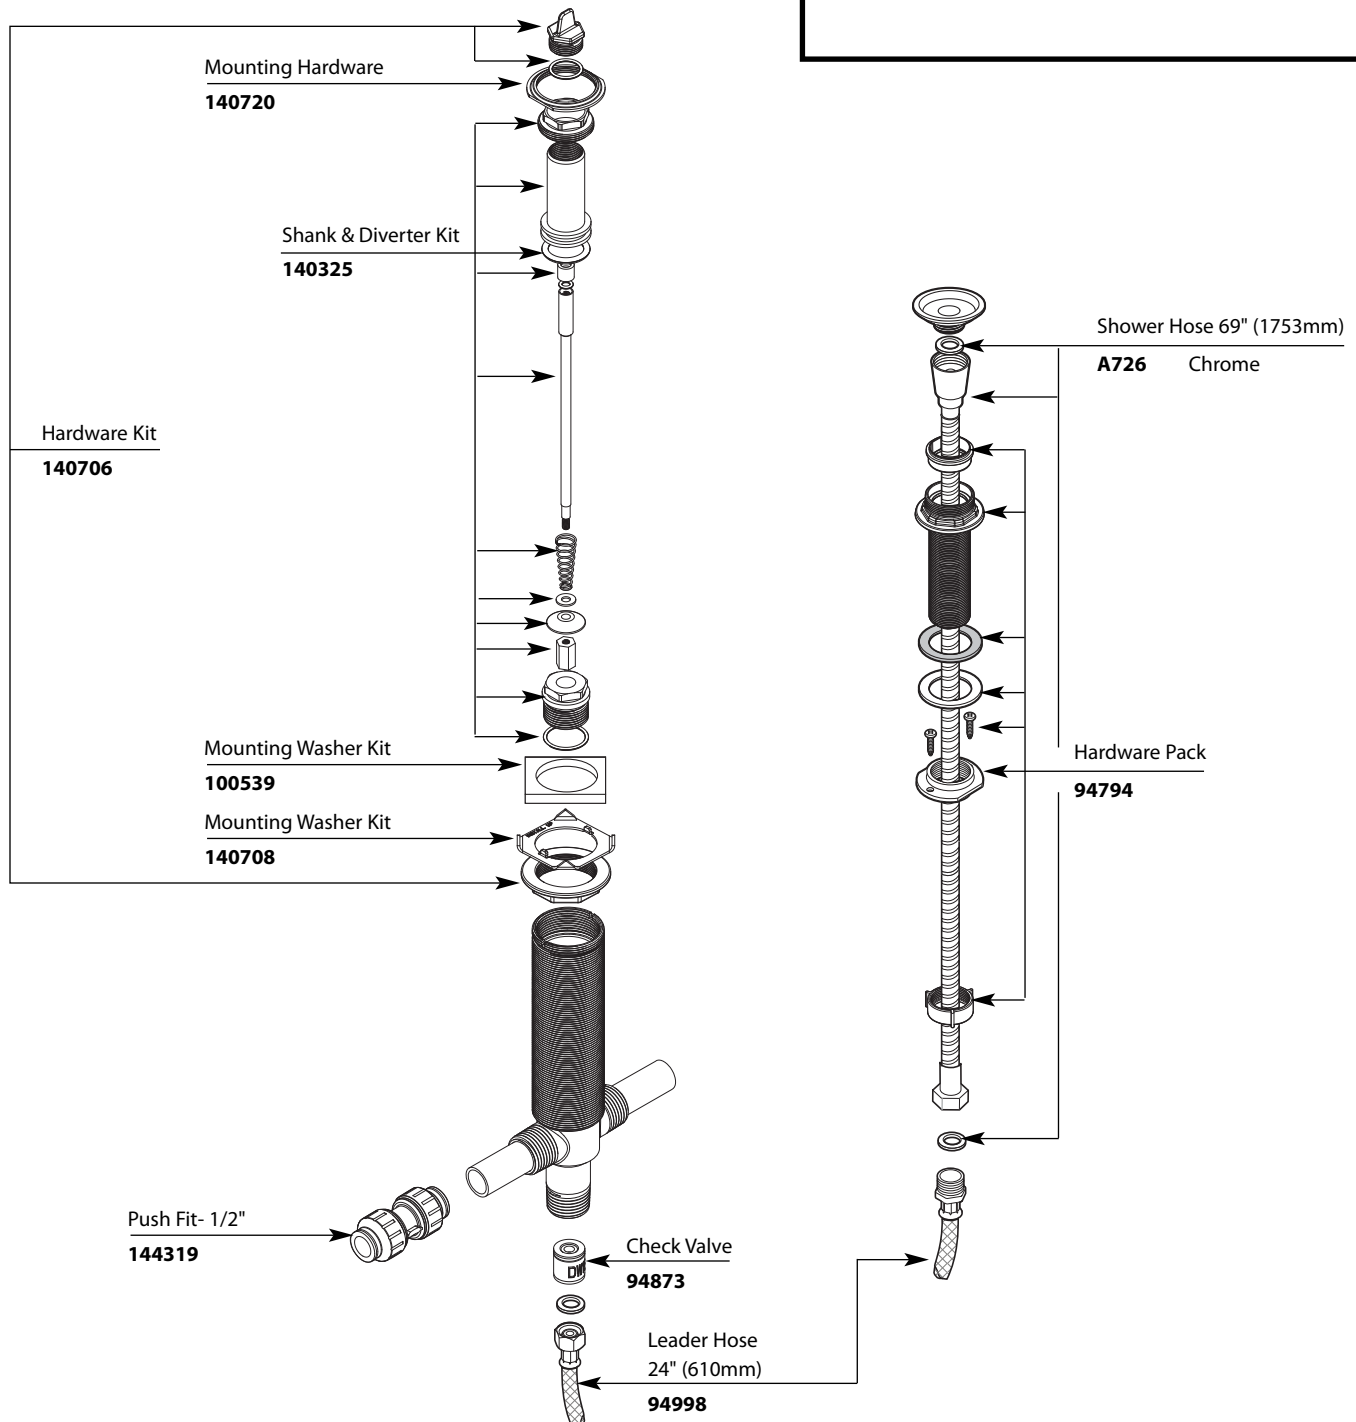 Mounting Hardware
140720
Shank & Diverter Kit
140325
Shower Hose 69" (1753mm)
A726 Chrome
Hardware Kit
140706
Mounting Washer Kit
100539
Hardware Pack
94794
Mounting Washer Kit
140708
Push Fit- 1/2"
144319
Check Valve
94873
DW
Leader Hose
24" (610mm)
94998